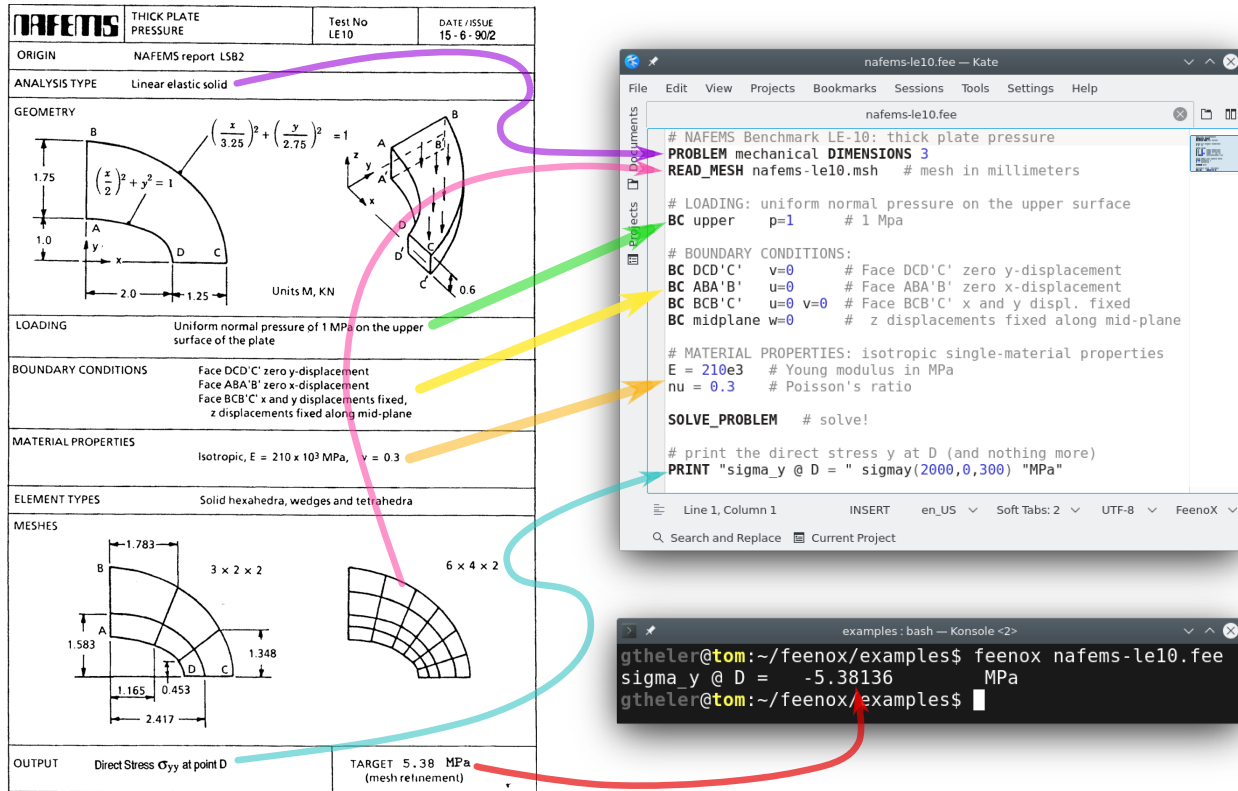 NAFEMS
THICK PLATE
PRESSURE
Test No
LE10
DATE / ISSUE
15 - 6 - 90/2
ORIGIN
NAFEMS report LSB2
ANALYSIS TYPE
Linear elastic solid
GEOMETRY
B
(x/3.25)² + (y/2.75)² = 1
1.75
(x/2)² + y² = 1
A
1.0
y
x
D
C
2.0
1.25
Units M, KN
B
A
B'
z
y
A'
x
D
C
D'
C'
0.6
LOADING
Uniform normal pressure of 1 MPa on the upper
surface of the plate
BOUNDARY CONDITIONS
Face DCD'C' zero y-displacement
Face ABA'B' zero x-displacement
Face BCB'C' x and y displacements fixed,
z displacements fixed along mid-plane
MATERIAL PROPERTIES
Isotropic, E = 210 x 10³ MPa, ν = 0.3
ELEMENT TYPES
Solid hexahedra, wedges and tetrahedra
MESHES
1.783
B
3 x 2 x 2
6 x 4 x 2
A
1.583
D
C
1.348
1.165
0.453
2.417
OUTPUT
Direct Stress σyy at point D
TARGET 5.38 MPa
(mesh refinement)
nafems-le10.fee — Kate
File Edit View Projects Bookmarks Sessions Tools Settings Help
nafems-le10.fee
Documents
Projects
# NAFEMS Benchmark LE-10: thick plate pressure
PROBLEM mechanical DIMENSIONS 3
READ_MESH nafems-le10.msh   # mesh in millimeters
# LOADING: uniform normal pressure on the upper surface
BC upper    p=1      # 1 Mpa
# BOUNDARY CONDITIONS:
BC DCD'C'   v=0      # Face DCD'C' zero y-displacement
BC ABA'B'   u=0      # Face ABA'B' zero x-displacement
BC BCB'C'   u=0 v=0  # Face BCB'C' x and y displ. fixed
BC midplane w=0      #  z displacements fixed along mid-plane
# MATERIAL PROPERTIES: isotropic single-material properties
E = 210e3   # Young modulus in MPa
nu = 0.3    # Poisson's ratio
SOLVE_PROBLEM   # solve!
# print the direct stress y at D (and nothing more)
PRINT "sigma_y @ D = " sigmay(2000,0,300) "MPa"
Line 1, Column 1
INSERT
en_US
Soft Tabs: 2
UTF-8
FeenoX
Search and Replace
Current Project
examples : bash — Konsole <2>
gtheler@tom:~/feenox/examples$ feenox nafems-le10.fee
sigma_y @ D =   -5.38136        MPa
gtheler@tom:~/feenox/examples$